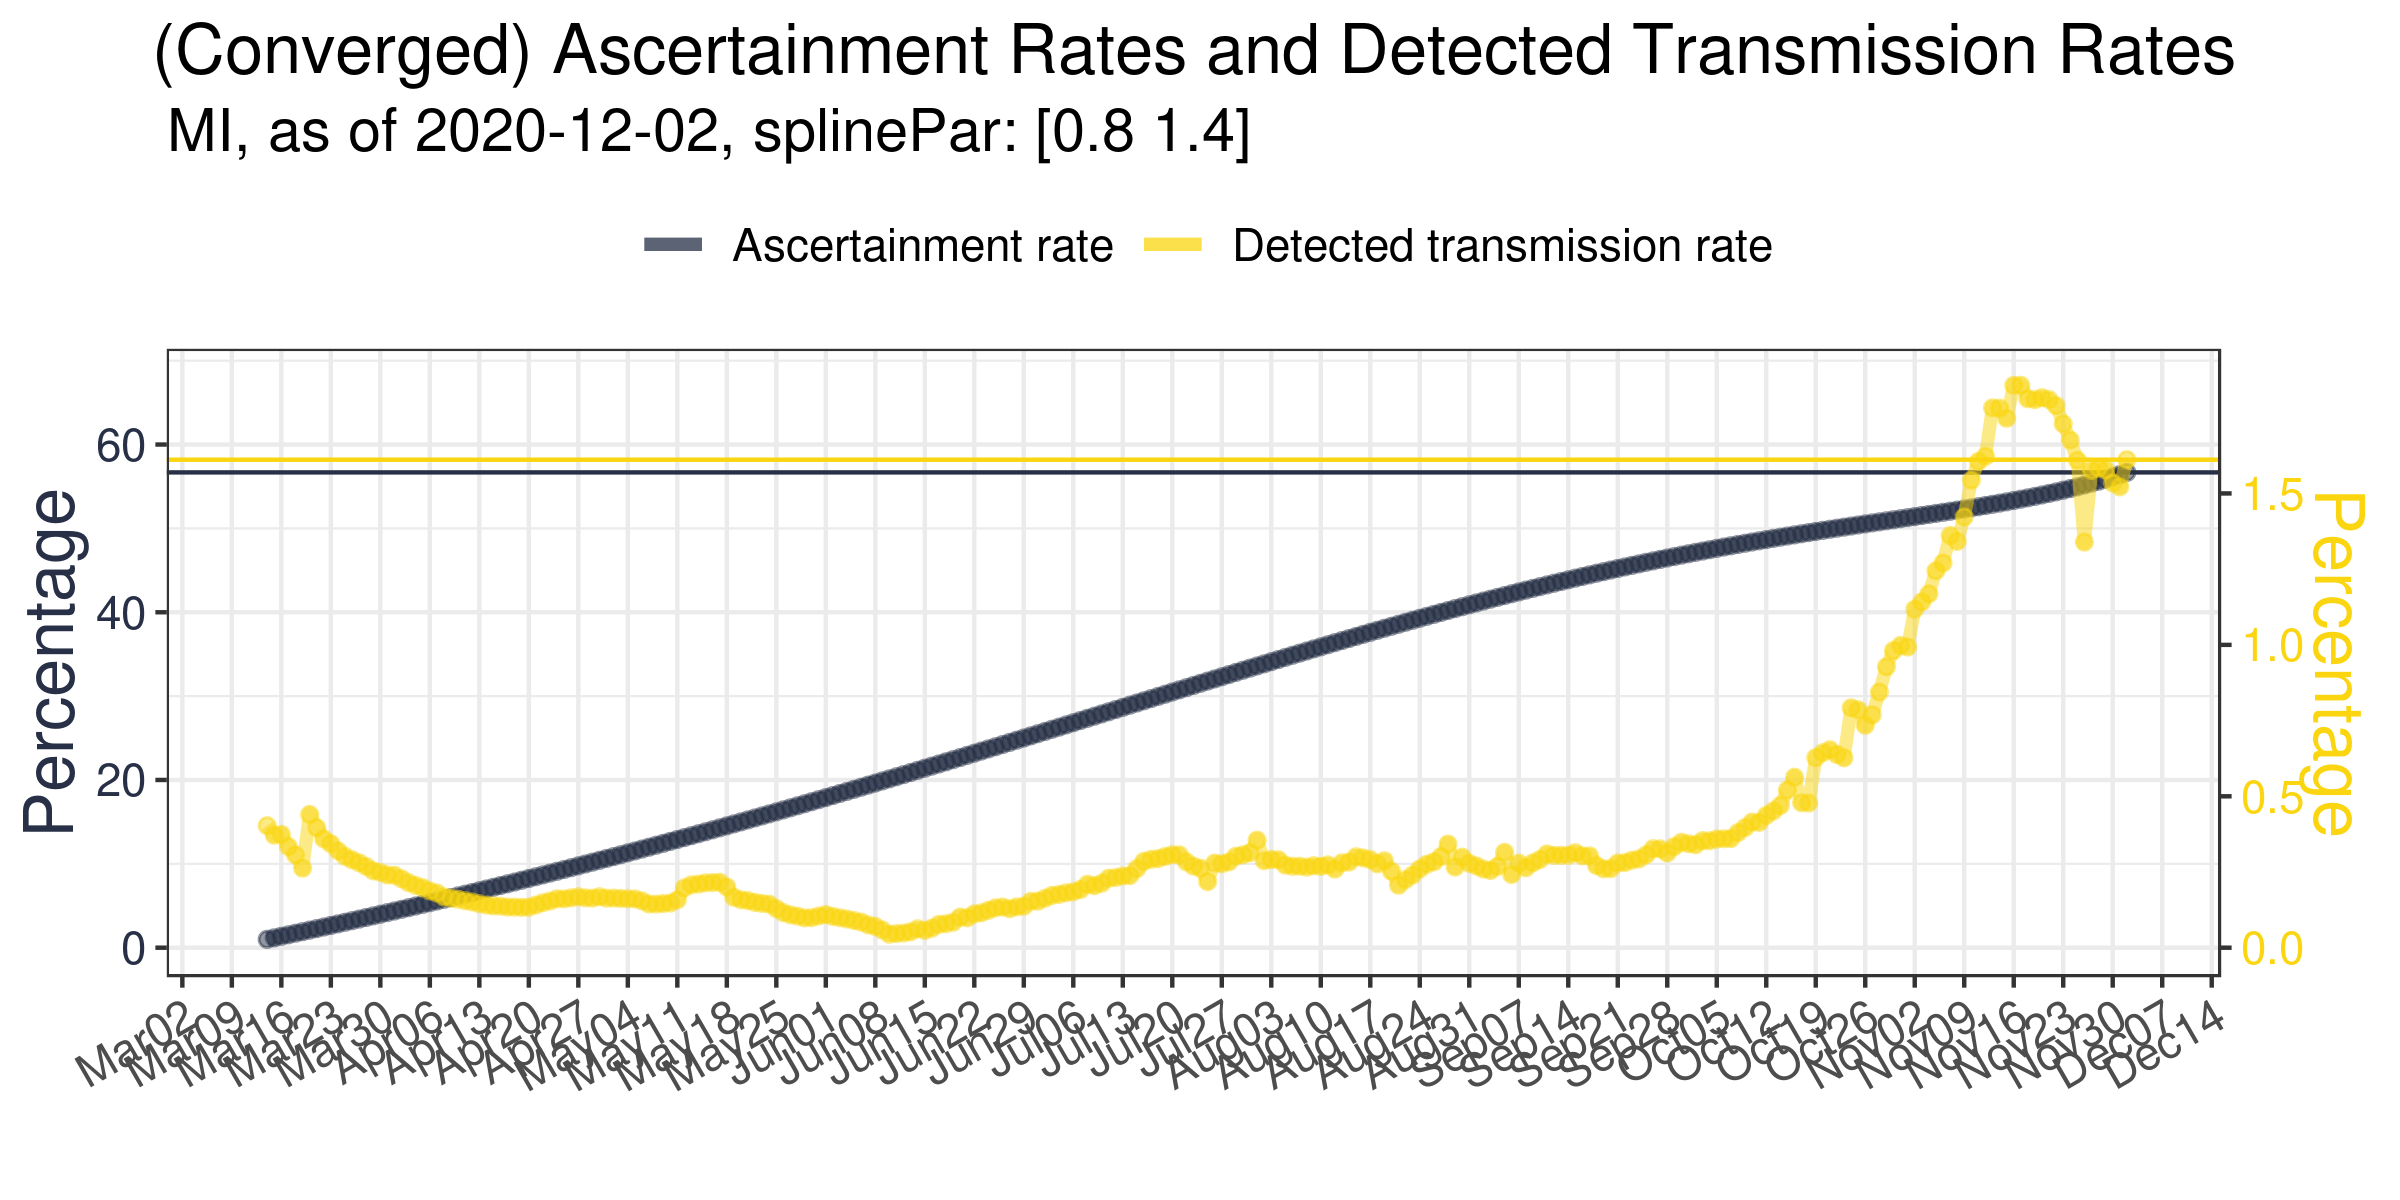 (Converged) Ascertainment Rates and Detected Transmission Rates
MI, as of 2020-12-02, splinePar: [0.8 1.4]
Ascertainment rate
Detected transmission rate
Percentage
60
40
20
0
1.5
1.0
0.5
0.0
Percentage
Mar02
Mar09
Mar16
Mar23
Mar30
Apr06
Apr13
Apr20
Apr27
May04
May11
May18
May25
Jun01
Jun08
Jun15
Jun22
Jun29
Jul06
Jul13
Jul20
Jul27
Aug03
Aug10
Aug17
Aug24
Aug31
Sep07
Sep14
Sep21
Sep28
Oct05
Oct12
Oct19
Oct26
Nov02
Nov09
Nov16
Nov23
Nov30
Dec07
Dec14